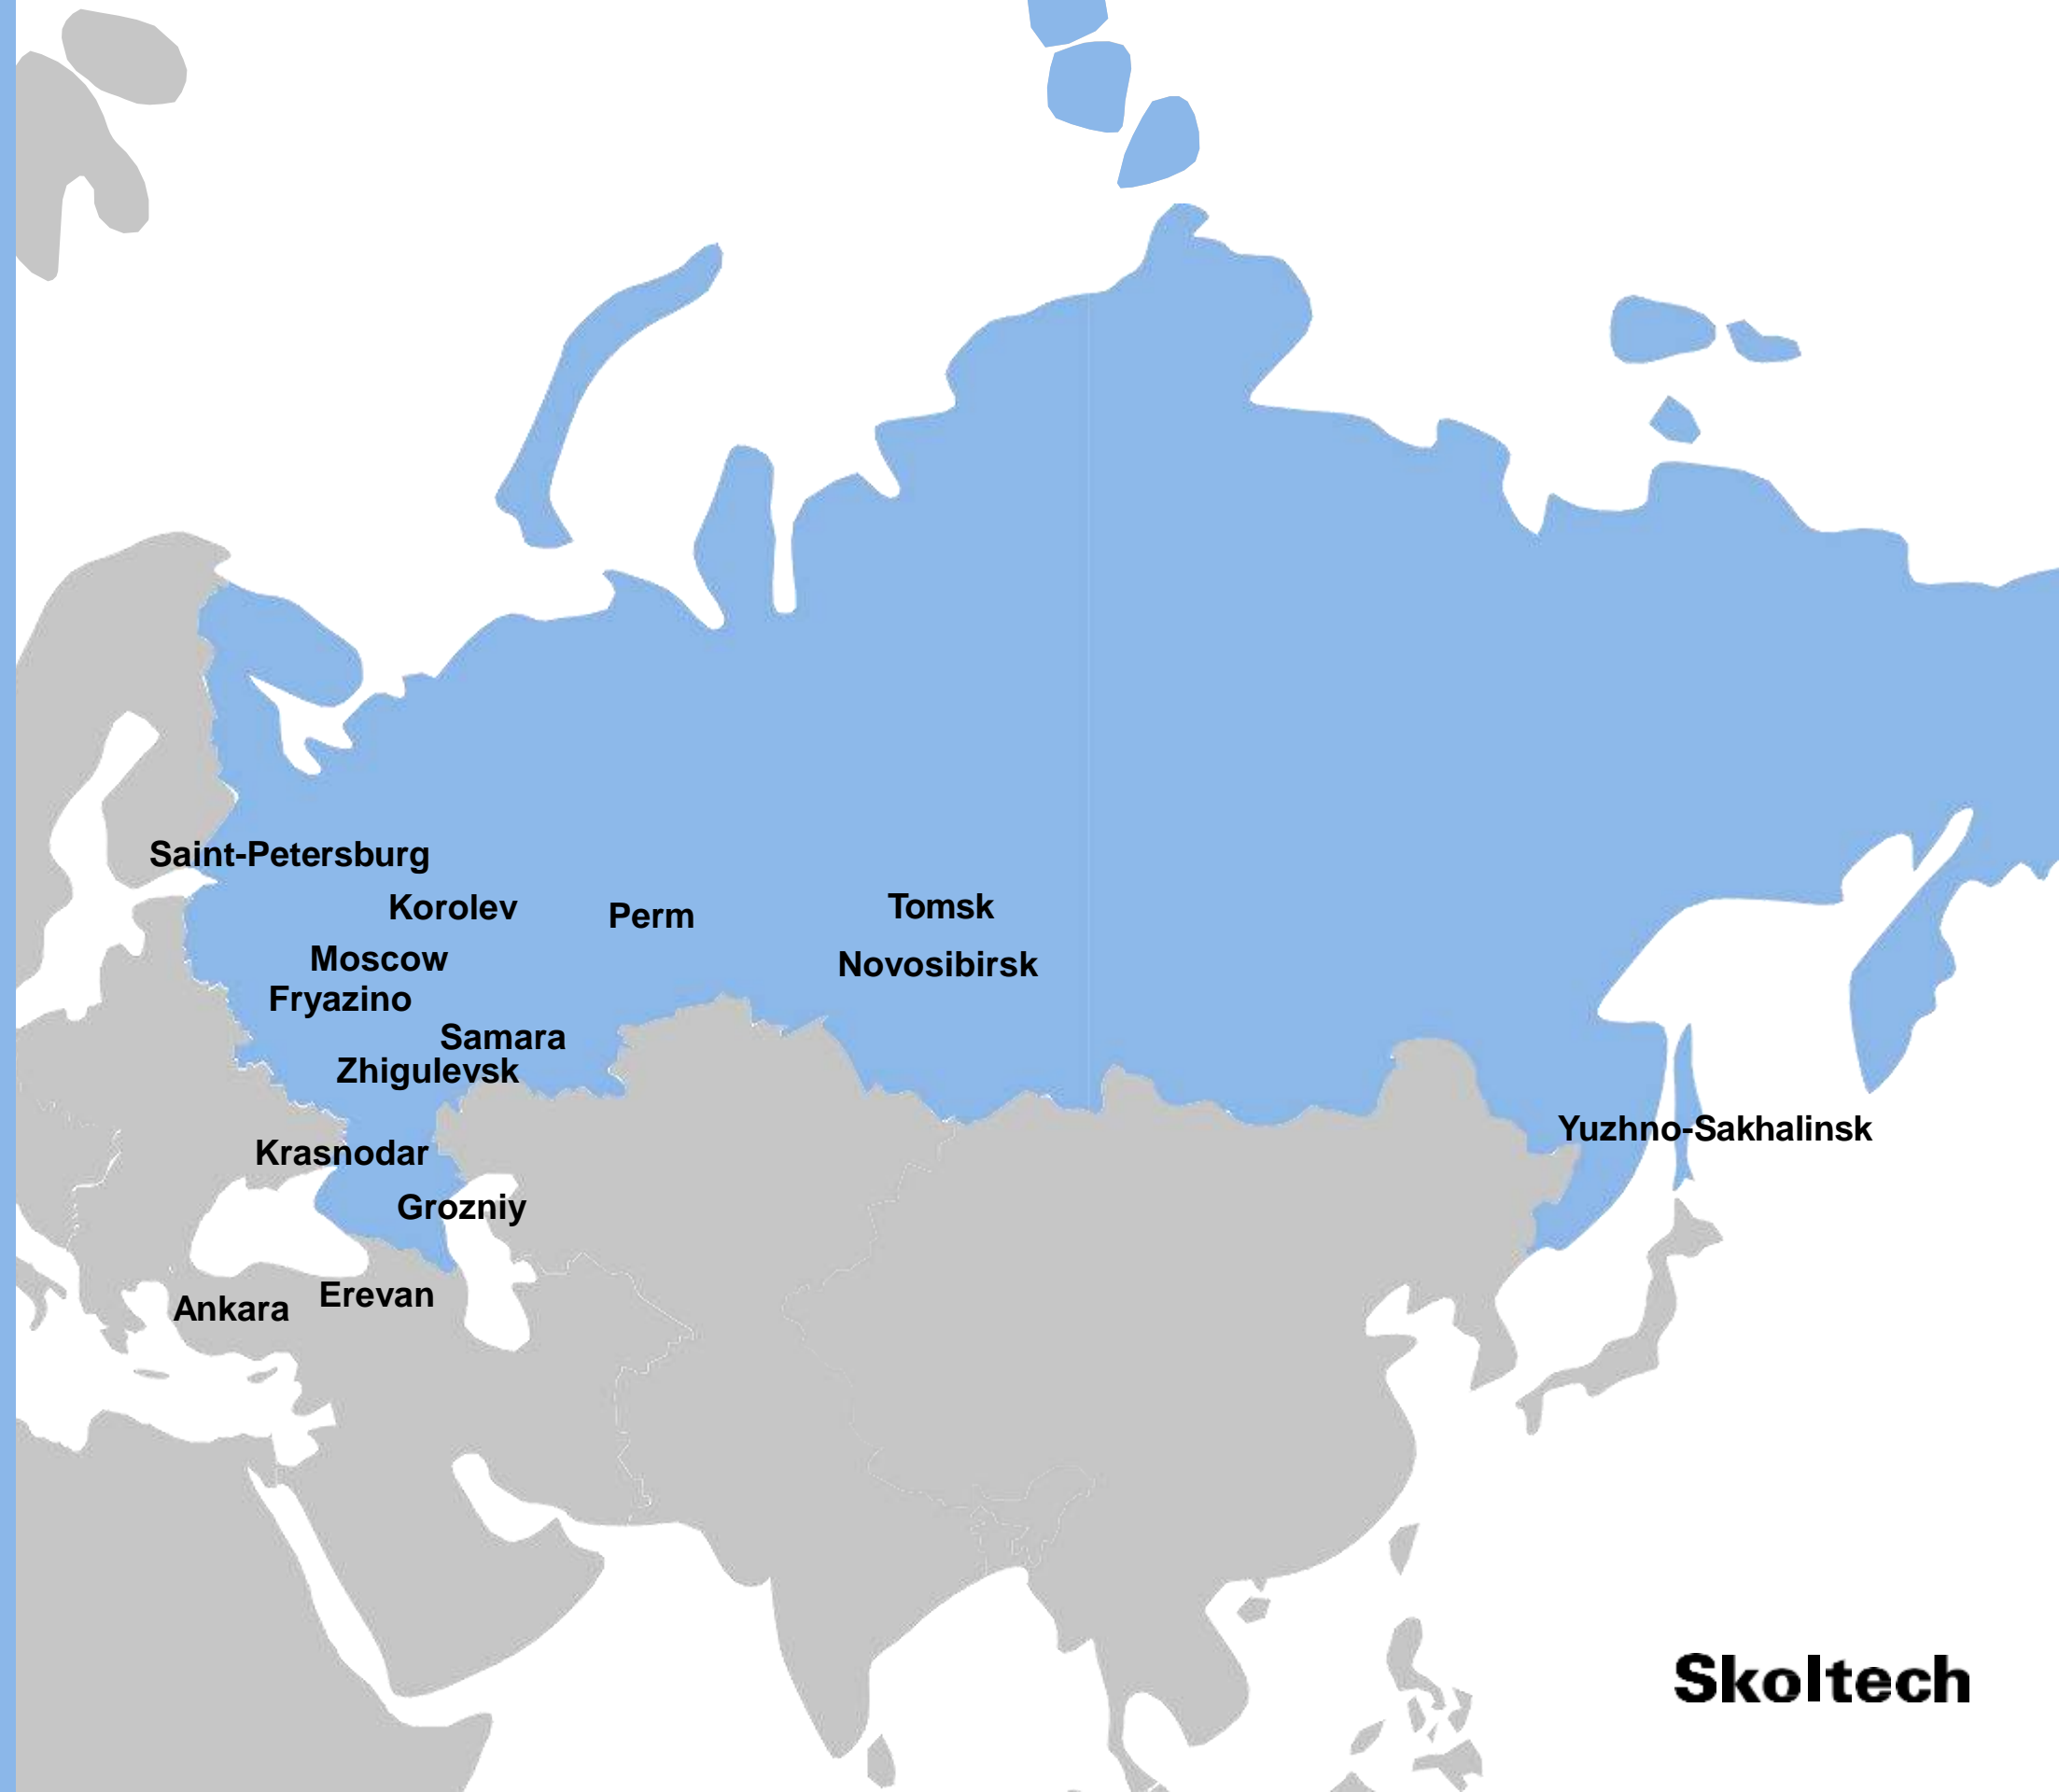 Saint-Petersburg
Korolev
Perm
Tomsk
Moscow
Novosibirsk
Fryazino
Samara
Zhigulevsk
Yuzhno-Sakhalinsk
Krasnodar
Grozniy
Erevan
Ankara
Skoltech